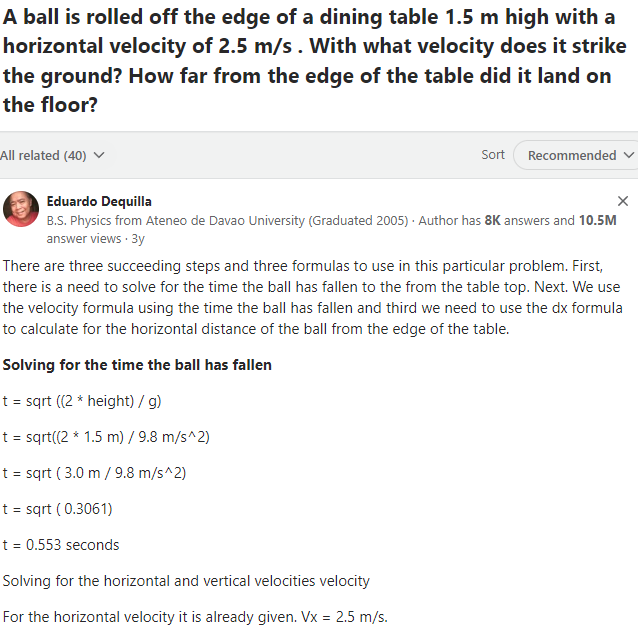 A ball is rolled off the edge of a dining table 1.5 m high with a
horizontal velocity of 2.5 m/s . With what velocity does it strike
the ground? How far from the edge of the table did it land on
the floor?
All related (40)
Sort
Recommended
Eduardo Dequilla
B.S. Physics from Ateneo de Davao University (Graduated 2005) · Author has 8K answers and 10.5M
answer views · 3y
There are three succeeding steps and three formulas to use in this particular problem. First,
there is a need to solve for the time the ball has fallen to the from the table top. Next. We use
the velocity formula using the time the ball has fallen and third we need to use the dx formula
to calculate for the horizontal distance of the ball from the edge of the table.
Solving for the time the ball has fallen
t = sqrt ((2 * height) / g)
t = sqrt((2 * 1.5 m) / 9.8 m/s^2)
t = sqrt ( 3.0 m / 9.8 m/s^2)
t = sqrt ( 0.3061)
t = 0.553 seconds
Solving for the horizontal and vertical velocities velocity
For the horizontal velocity it is already given. Vx = 2.5 m/s.